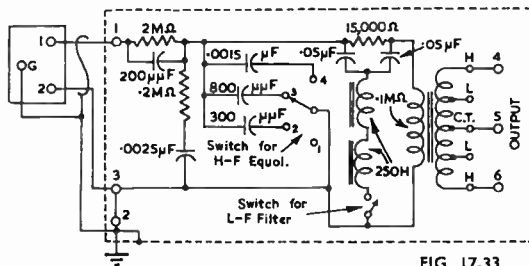 1
G
2
1
2MΩ
200μμF
.2MΩ
.0025μF
3
2
.0015 μF
800 μμF
300 μμF
4
3
2
1
Switch for
H-F Equal.
15,000Ω
.05μF
.05μF
.1MΩ
250H
Switch for
L-F Filter
H
L
C.T.
L
H
4
5
6
OUTPUT
FIG. 17.33